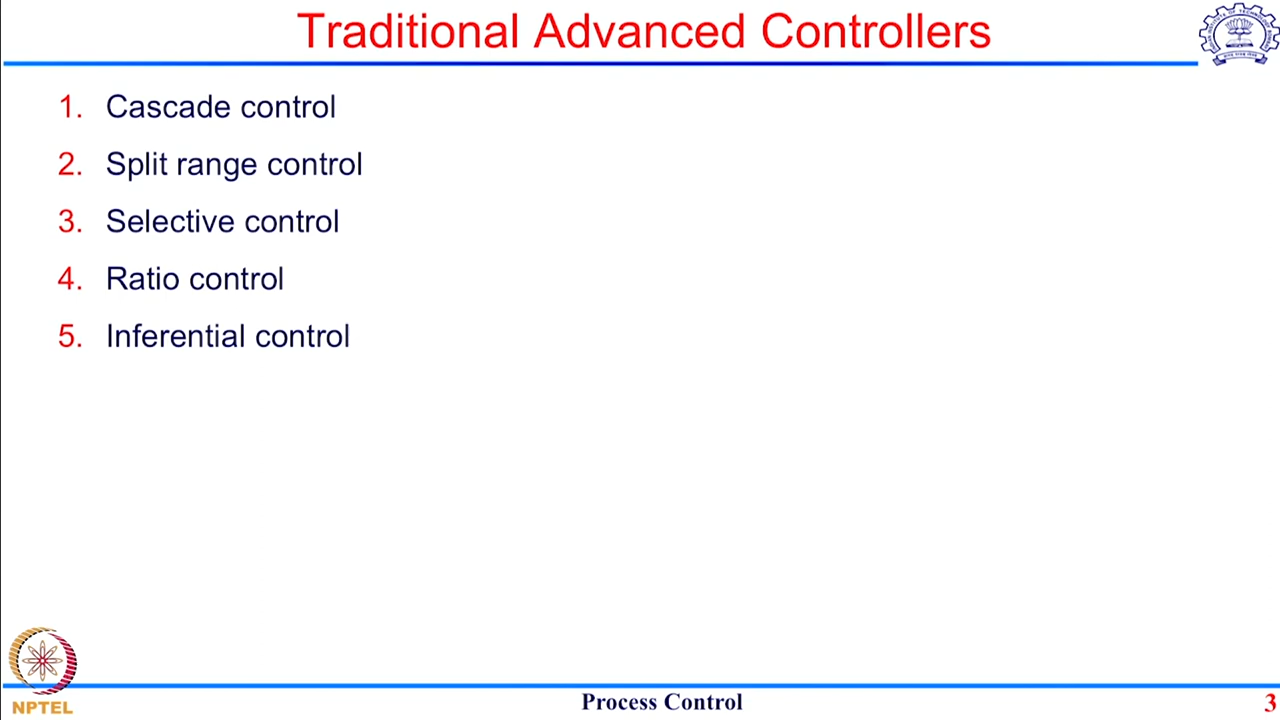 Traditional Advanced Controllers
1. Cascade control
2. Split range control
3. Selective control
4. Ratio control
5. Inferential control
NPTEL
Process Control
3